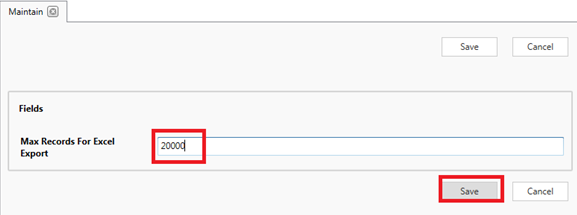 Maintain
Save Cancel
Fields
Max Records For Excel
Export
20000
Save Cancel